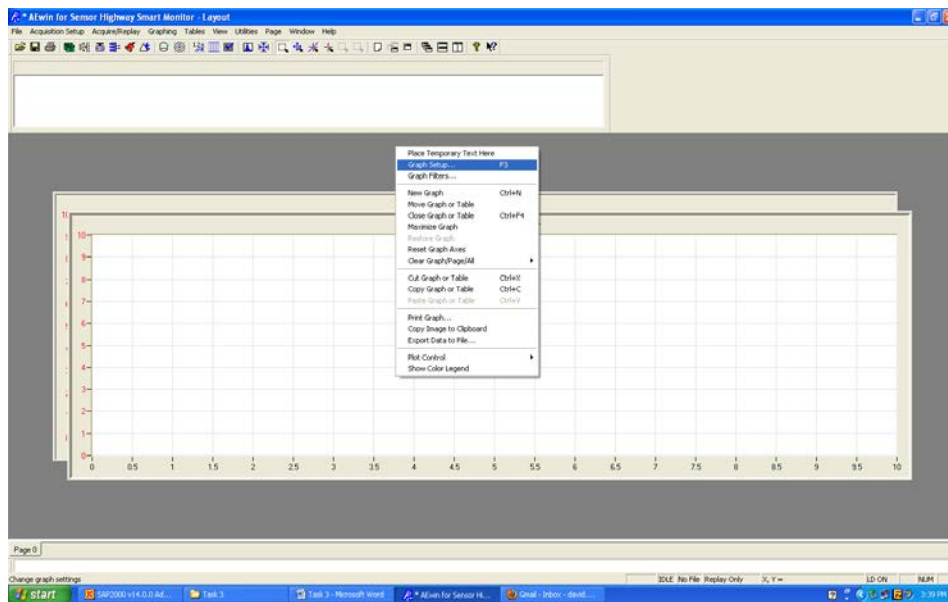 * AEwin for Sensor Highway Smart Monitor - Layout
File Acquisition Setup Acquire/Replay Graphing Tables View Utilities Page Window Help
Place Temporary Text Here
Graph Setup... F3
Graph Filters...
New Graph Ctrl+N
Move Graph or Table
Close Graph or Table Ctrl+F4
Maximize Graph
Restore Graph
Reset Graph Axes
Clear Graph/Page/All
Cut Graph or Table Ctrl+X
Copy Graph or Table Ctrl+C
Paste Graph or Table Ctrl+V
Print Graph...
Copy Image to Clipboard
Export Data to File...
Plot Control
Show Color Legend
10
10
9
8
7
6
5
4
3
2
1
0
0 0.5 1 1.5 2 2.5 3 3.5 4 4.5 5 5.5 6 6.5 7 7.5 8 8.5 9 9.5 10
Page 0
Change graph settings
IDLE No File Replay Only X, Y = LD ON NUM
start
SAP2000 v14.0.0 Ad...
Task 3
Task 3 - Microsoft Word
* AEwin for Sensor H...
Gmail - Inbox - david....
3:39 PM